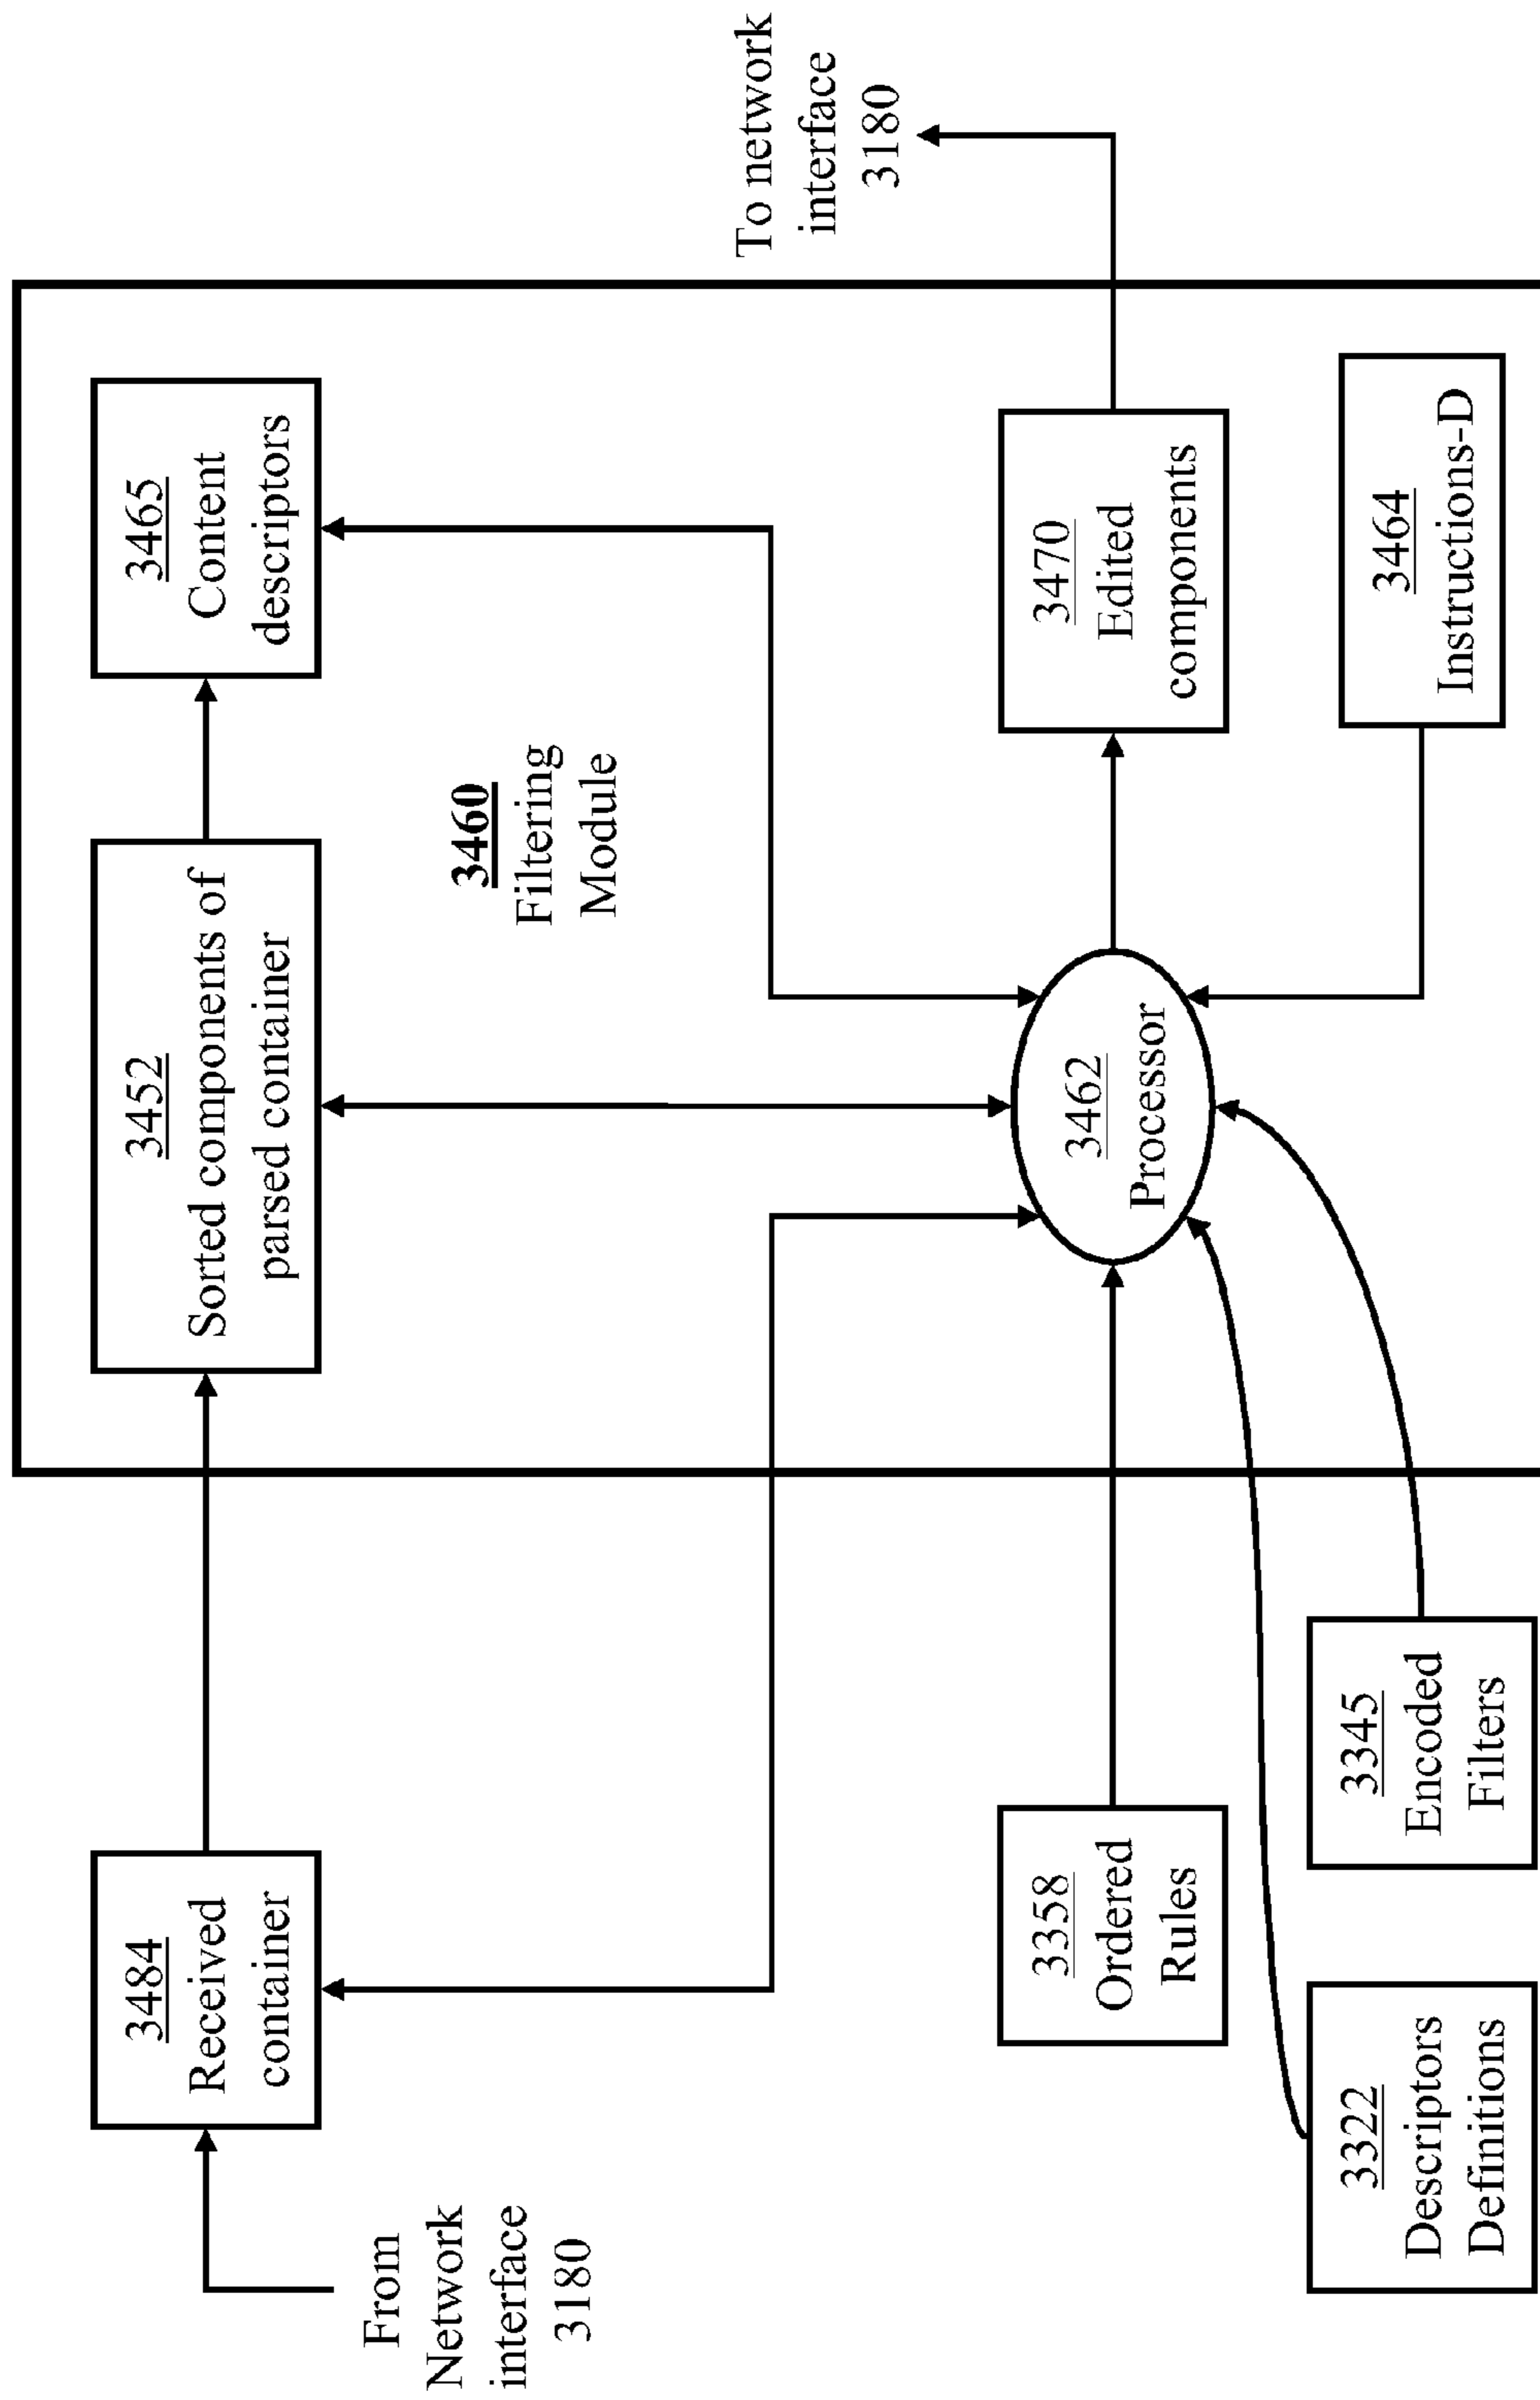 From
Network
interface
3180
3484
Received
container
3452
Sorted components of
parsed container
3465
Content
descriptors
3460
Filtering
Module
To network
interface
3180
3358
Ordered
Rules
3462
Processor
3470
Edited
components
3322
Descriptors
Definitions
3345
Encoded
Filters
3464
Instructions-D